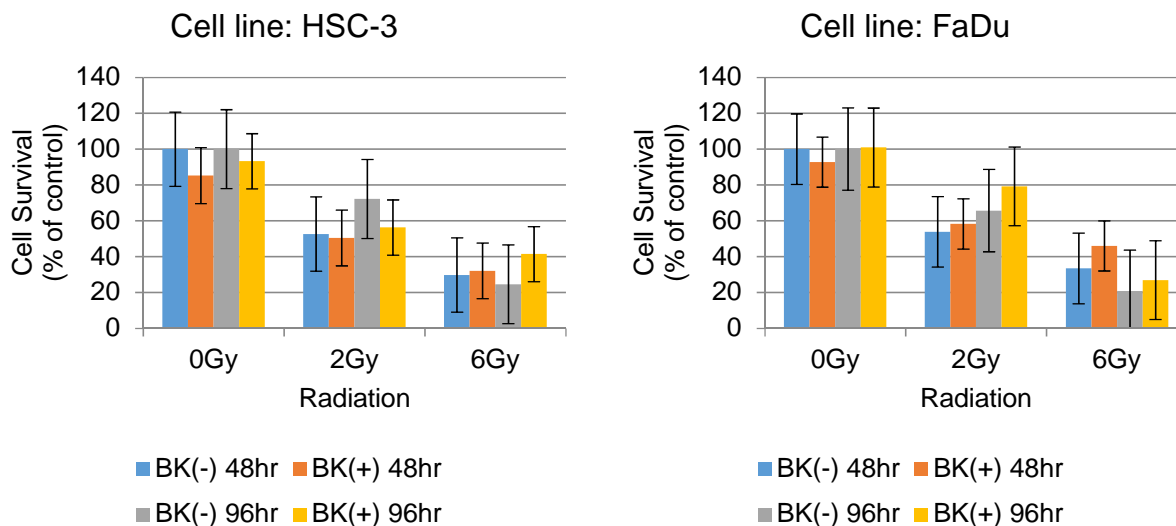 Cell line: HSC-3
Cell Survival
(% of control)
140
120
100
80
60
40
20
0
0Gy
2Gy
6Gy
Radiation
BK(-) 48hr
BK(+) 48hr
BK(-) 96hr
BK(+) 96hr
Cell line: FaDu
Cell Survival
(% of control)
140
120
100
80
60
40
20
0
0Gy
2Gy
6Gy
Radiation
BK(-) 48hr
BK(+) 48hr
BK(-) 96hr
BK(+) 96hr